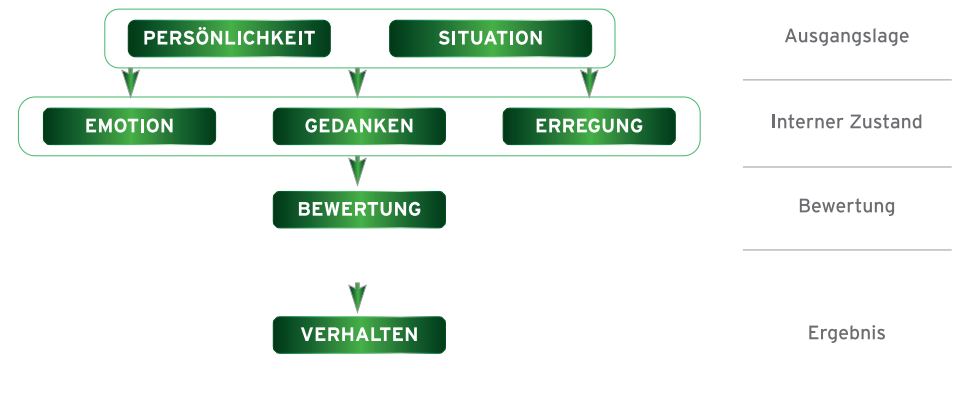 PERSÖNLICHKEIT SITUATION Ausgangslage
EMOTION GEDANKEN ERREGUNG Interner Zustand
BEWERTUNG Bewertung
VERHALTEN Ergebnis